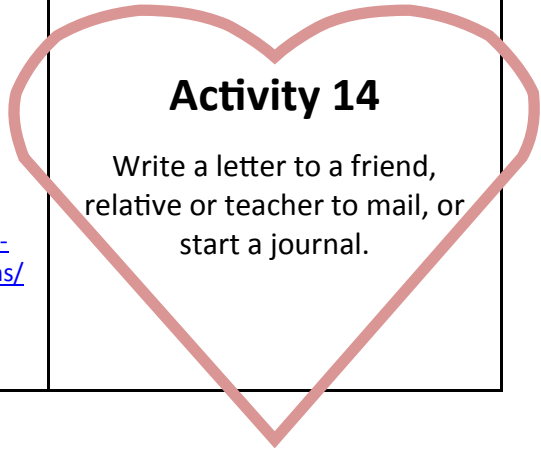 Activity 14
Write a letter to a friend,
relative or teacher to mail, or
start a journal.
-
s/